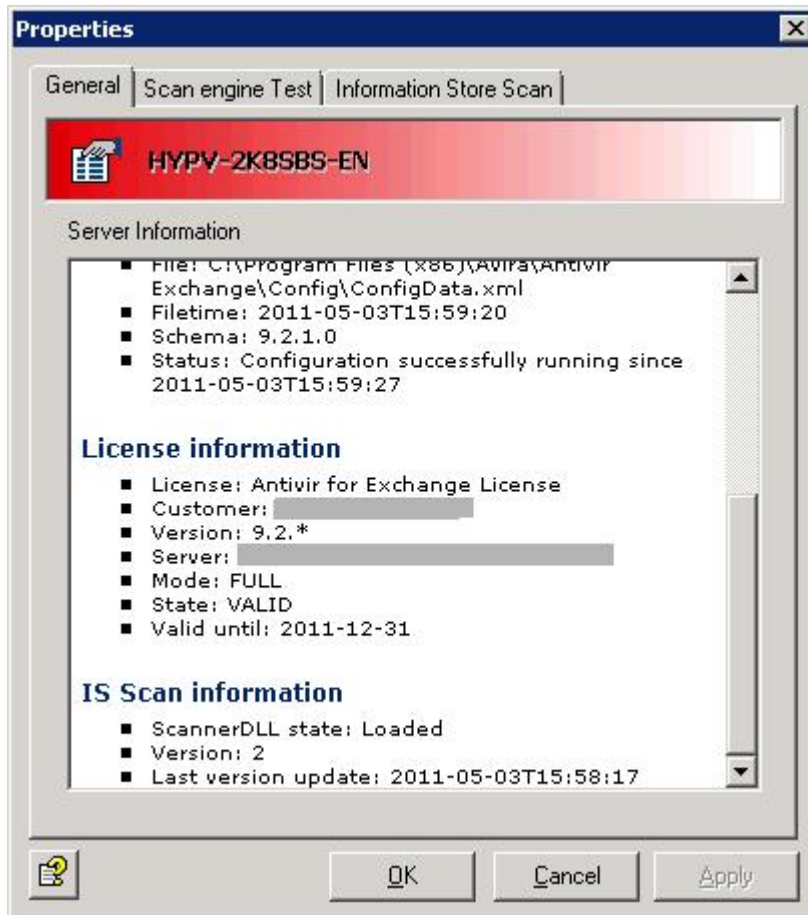 Properties
General
Scan engine Test
Information Store Scan
HYPV-2K8SBS-EN
Server Information
File: C:\Program Files (x86)\Avira\Antivir
Exchange\Config\ConfigData.xml
Filetime: 2011-05-03T15:59:20
Schema: 9.2.1.0
Status: Configuration successfully running since
2011-05-03T15:59:27
License information
License: Antivir for Exchange License
Customer:
Version: 9.2.*
Server:
Mode: FULL
State: VALID
Valid until: 2011-12-31
IS Scan information
ScannerDLL state: Loaded
Version: 2
Last version update: 2011-05-03T15:58:17
OK
Cancel
Apply